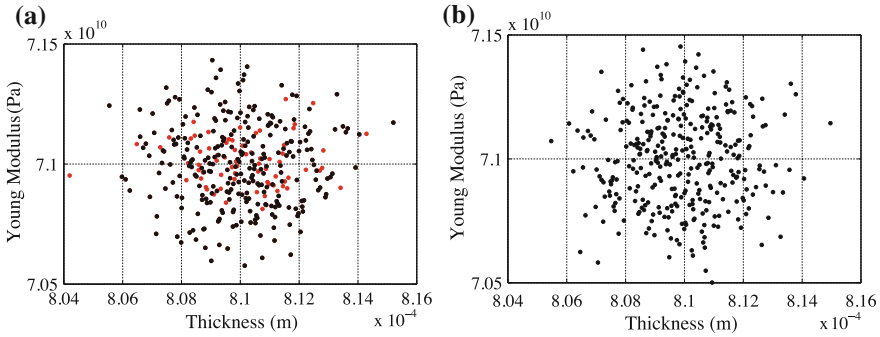 (a)
x 10^10
7.15
7.1
7.05
Young Modulus(Pa)
8.04 8.06 8.08 8.1 8.12 8.14 8.16
Thickness (m)
x 10^-4
(b)
x 10^10
7.15
7.1
7.05
Young Modulus (Pa)
8.04 8.06 8.08 8.1 8.12 8.14 8.16
Thickness (m)
x 10^-4